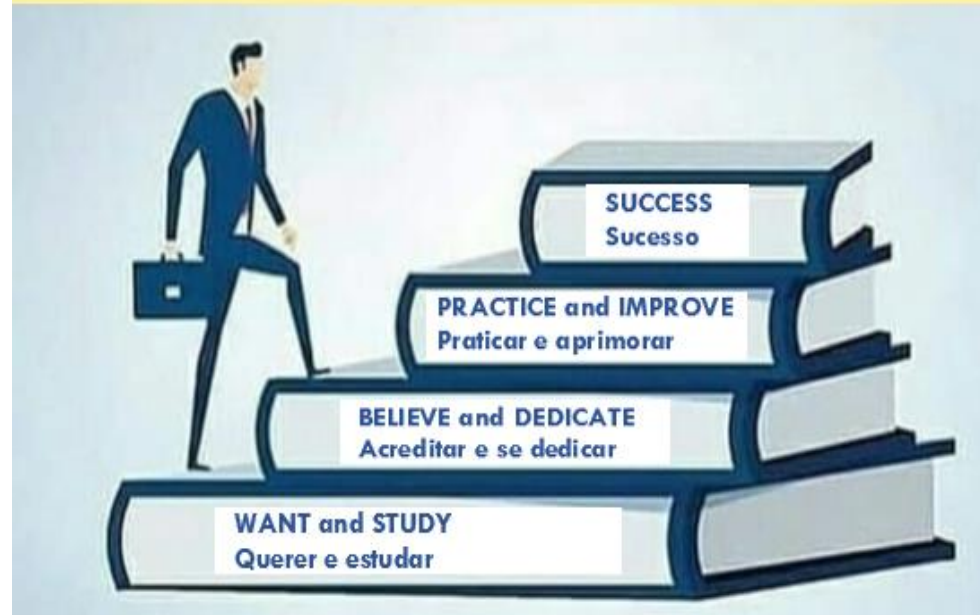 SUCCESS
Sucesso
PRACTICE and IMPROVE
Praticar e aprimorar
BELIEVE and DEDICATE
Acreditar e se dedicar
WANT and STUDY
Querer e estudar